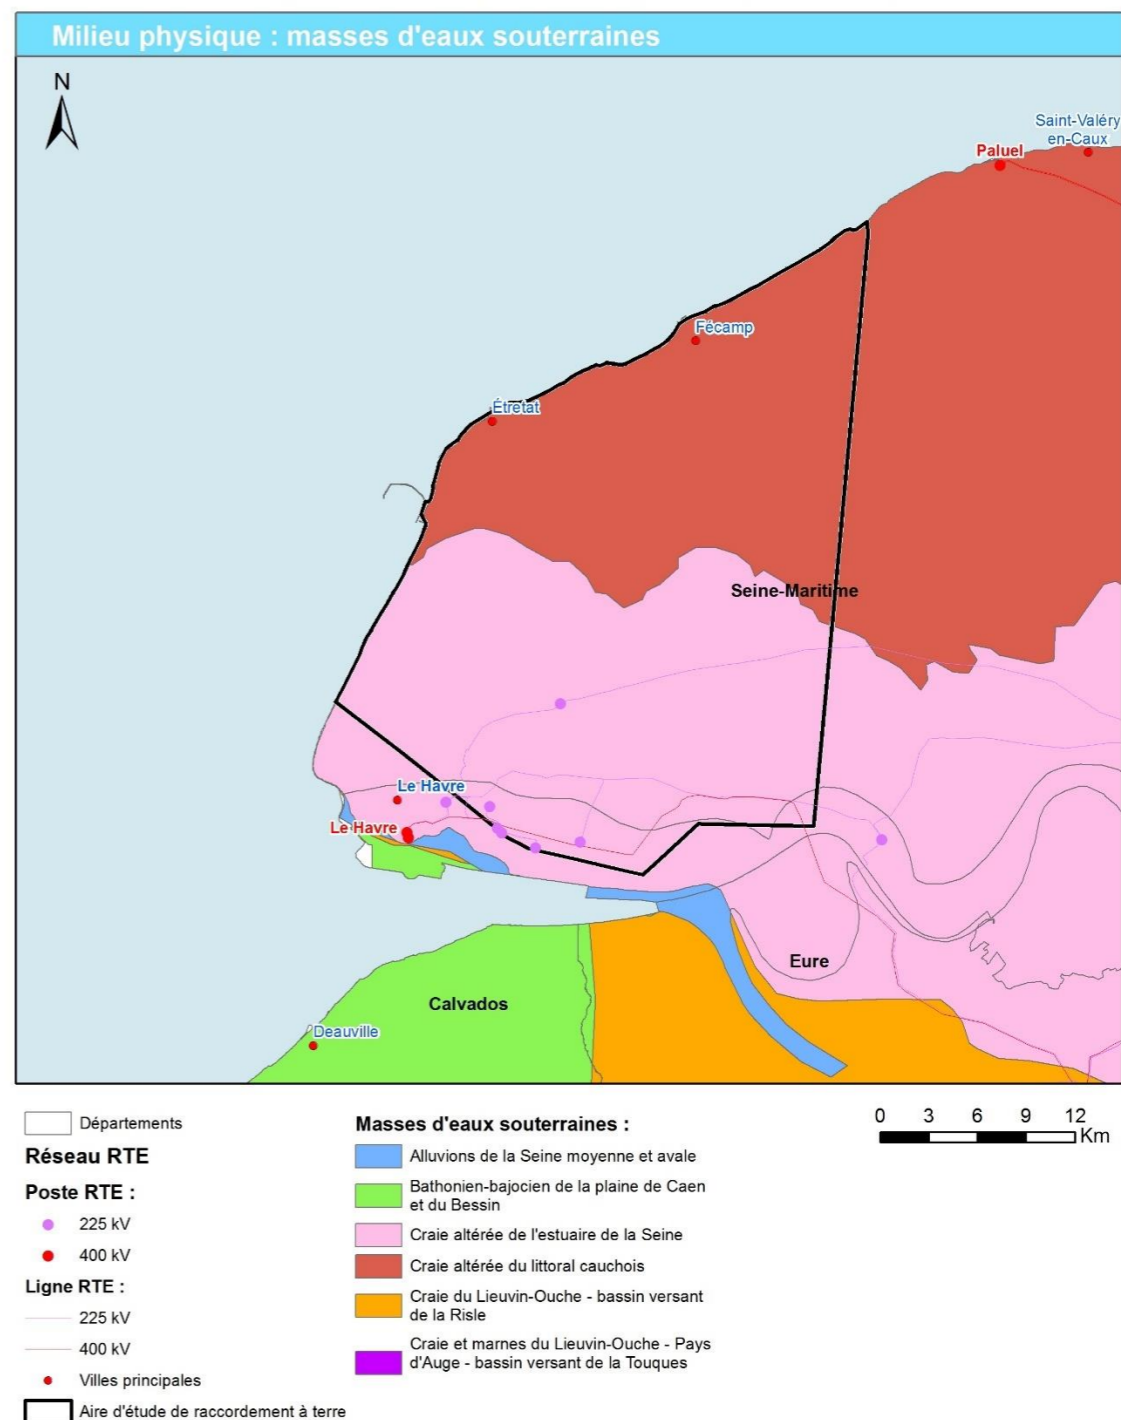 Milieu physique : masses d'eaux souterraines
N
Saint-Valéry
en-Caux
Paluel
Fécamp
Étretat
Seine-Maritime
Le Havre
Le Havre
Eure
Calvados
Deauville
Départements
Réseau RTE
Poste RTE :
225 kV
400 kV
Ligne RTE :
225 kV
400 kV
Villes principales
Aire d'étude de raccordement à terre
Masses d'eaux souterraines :
Alluvions de la Seine moyenne et avale
Bathonien-bajocien de la plaine de Caen
et du Bessin
Craie altérée de l'estuaire de la Seine
Craie altérée du littoral cauchois
Craie du Lieuvin-Ouche - bassin versant
de la Risle
Craie et marnes du Lieuvin-Ouche - Pays
d'Auge - bassin versant de la Touques
0 3 6 9 12
Km